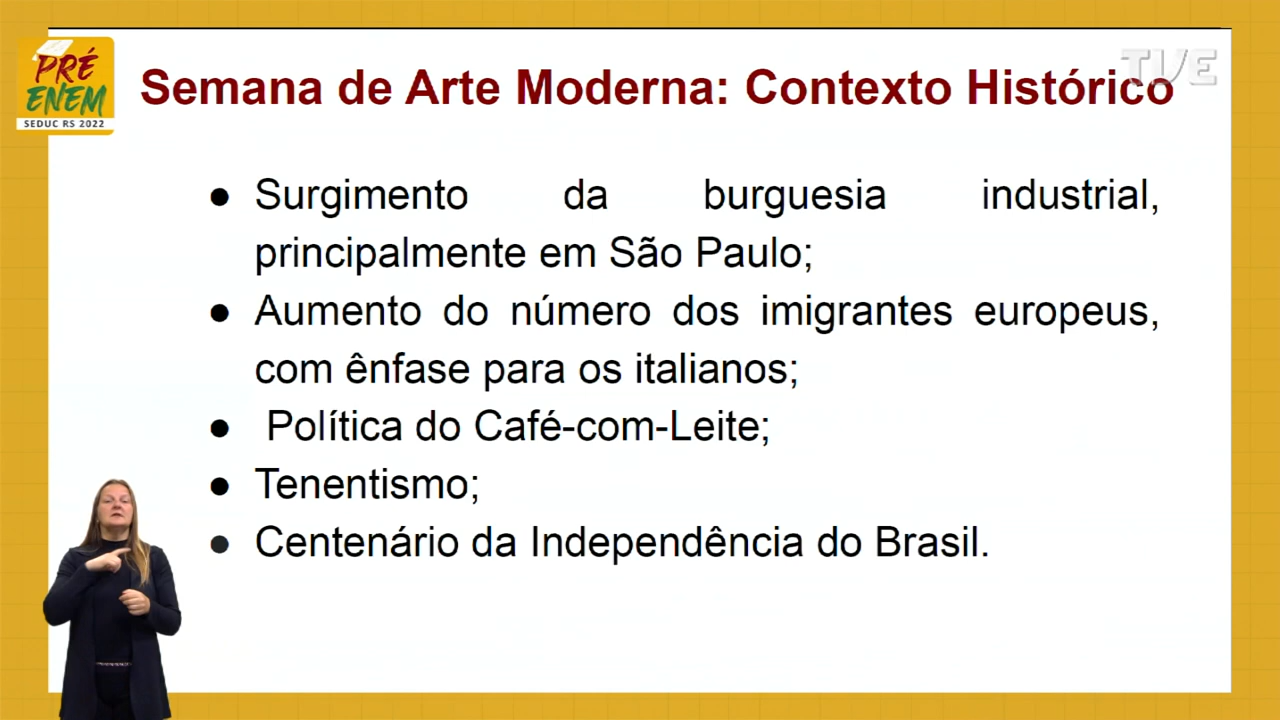 PRÉ
ENEM
SEDUC RS 2022
TVE
Semana de Arte Moderna: Contexto Histórico
● Surgimento da burguesia industrial,
principalmente em São Paulo;
● Aumento do número dos imigrantes europeus,
com ênfase para os italianos;
● Política do Café-com-Leite;
● Tenentismo;
● Centenário da Independência do Brasil.